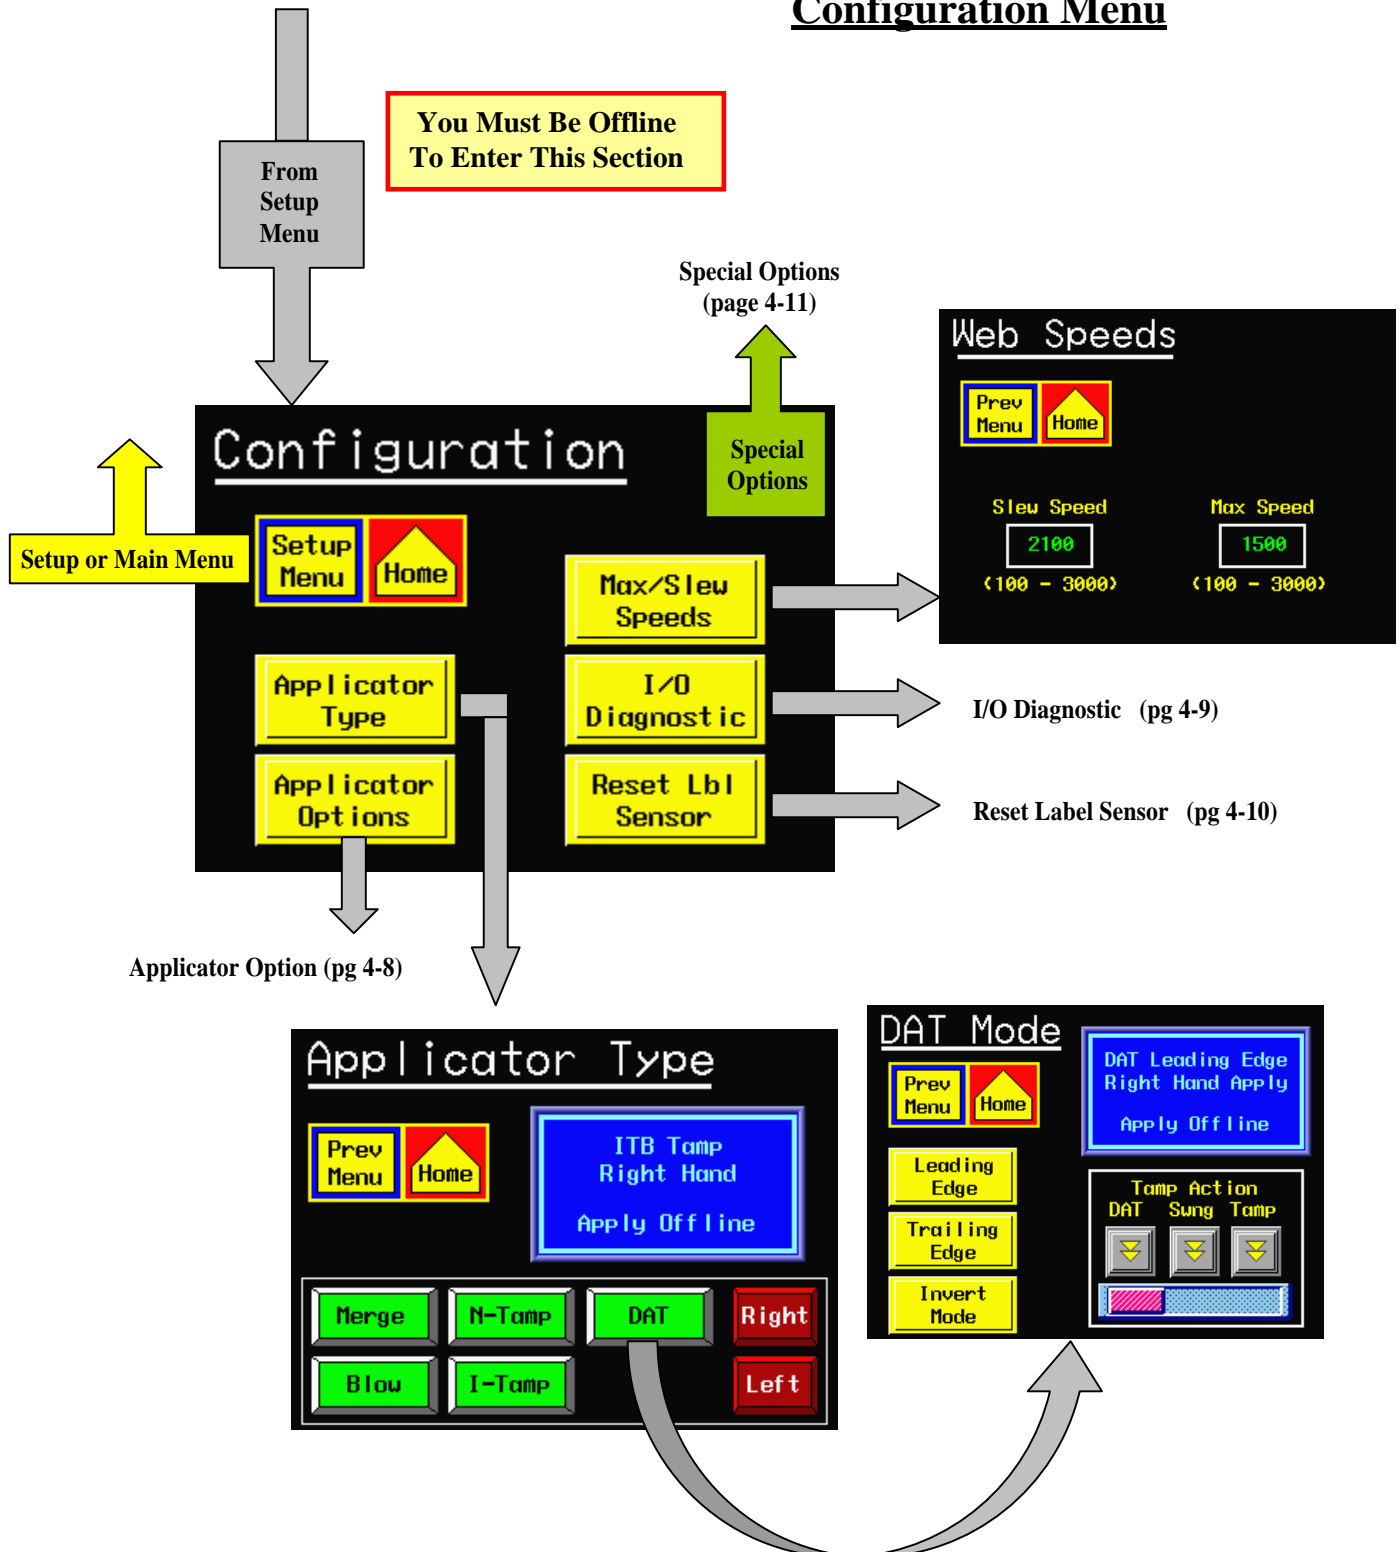 Configuration Menu
You Must Be Offline
To Enter This Section
From
Setup
Menu
Special Options
(page 4-11)
Special
Options
Setup or Main Menu
Configuration
Setup
Menu
Home
Max/Slew
Speeds
Applicator
Type
I/O
Diagnostic
Applicator
Options
Reset Lbl
Sensor
Web Speeds
Prev
Menu
Home
Slew Speed
Max Speed
2100
1500
(100 - 3000)
(100 - 3000)
I/O Diagnostic (pg 4-9)
Reset Label Sensor (pg 4-10)
Applicator Option (pg 4-8)
Applicator Type
Prev
Menu
Home
ITB Tamp
Right Hand
Apply Offline
Merge
N-Tamp
DAT
Right
Blow
I-Tamp
Left
DAT Mode
Prev
Menu
Home
DAT Leading Edge
Right Hand Apply
Apply Offline
Leading
Edge
Trailing
Edge
Invert
Mode
Tamp Action
DAT Swng Tamp